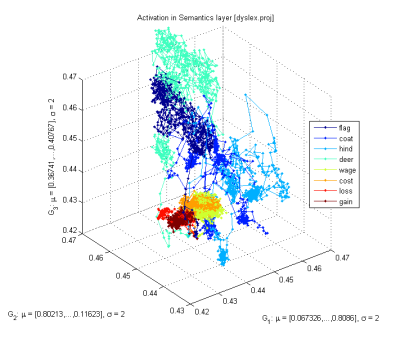 Activation in Semantics layer [dyslex.proj]
0.47
0.46
0.45
0.44
0.43
0.42
0.47
0.46
0.45
0.44
0.43
0.42
0.43
0.44
0.45
0.46
0.47
G3: μ = [0.36741,...,0.40767], σ = 2
G2: μ = [0.80213,...,0.11623], σ = 2
G1: μ = [0.067326,...,0.8086], σ = 2
flag
coat
hind
deer
wage
cost
loss
gain